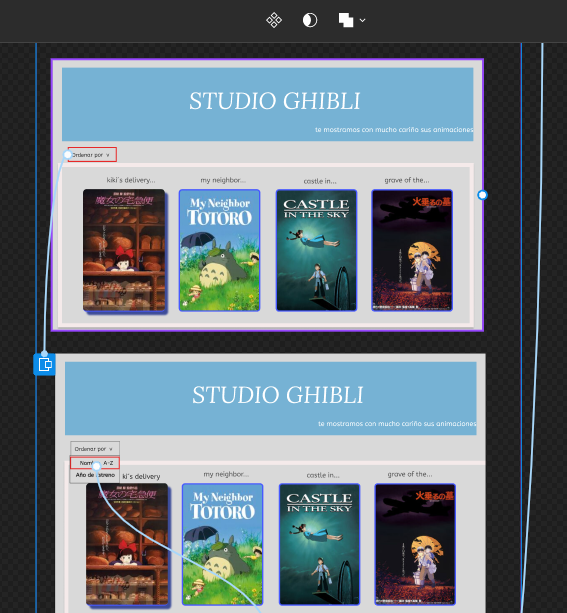 STUDIO GHIBLI
te mostramos con mucho cariño sus animaciones
Ordenar por ∨
kiki´s delivery...
my neighbor...
castle in...
grave of the...
魔女の宅急便
My Neighbor
TOTORO
CASTLE
IN THE SKY
火垂るの墓
STUDIO GHIBLI
te mostramos con mucho cariño sus animaciones
Ordenar por ∨
A-Z
Año de
ki´s delivery
my neighbor...
castle in...
grave of the...
魔女の宅急便
My Neighbor
TOTORO
CASTLE
IN THE SKY
火垂るの墓